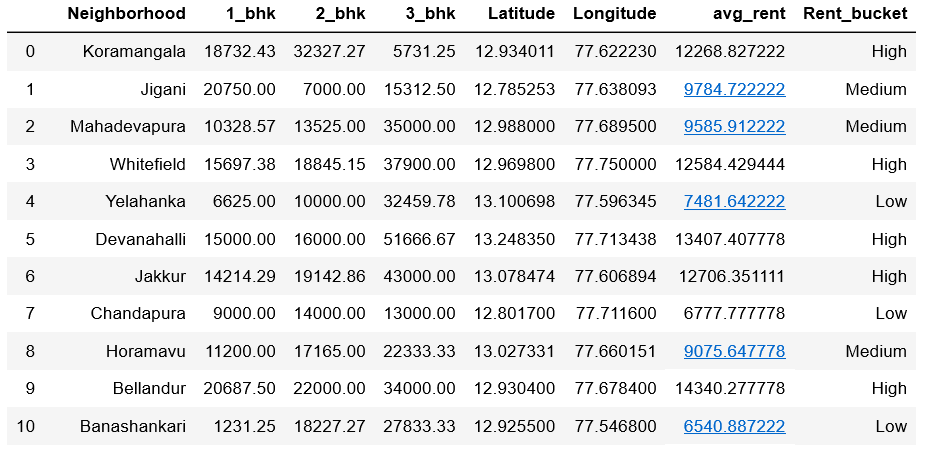 Neighborhood 1_bhk 2_bhk 3_bhk Latitude Longitude avg_rent Rent_bucket
0 Koramangala 18732.43 32327.27 5731.25 12.934011 77.622230 12268.827222 High
1 Jigani 20750.00 7000.00 15312.50 12.785253 77.638093 9784.722222 Medium
2 Mahadevapura 10328.57 13525.00 35000.00 12.988000 77.689500 9585.912222 Medium
3 Whitefield 15697.38 18845.15 37900.00 12.969800 77.750000 12584.429444 High
4 Yelahanka 6625.00 10000.00 32459.78 13.100698 77.596345 7481.642222 Low
5 Devanahalli 15000.00 16000.00 51666.67 13.248350 77.713438 13407.407778 High
6 Jakkur 14214.29 19142.86 43000.00 13.078474 77.606894 12706.351111 High
7 Chandapura 9000.00 14000.00 13000.00 12.801700 77.711600 6777.777778 Low
8 Horamavu 11200.00 17165.00 22333.33 13.027331 77.660151 9075.647778 Medium
9 Bellandur 20687.50 22000.00 34000.00 12.930400 77.678400 14340.277778 High
10 Banashankari 1231.25 18227.27 27833.33 12.925500 77.546800 6540.887222 Low